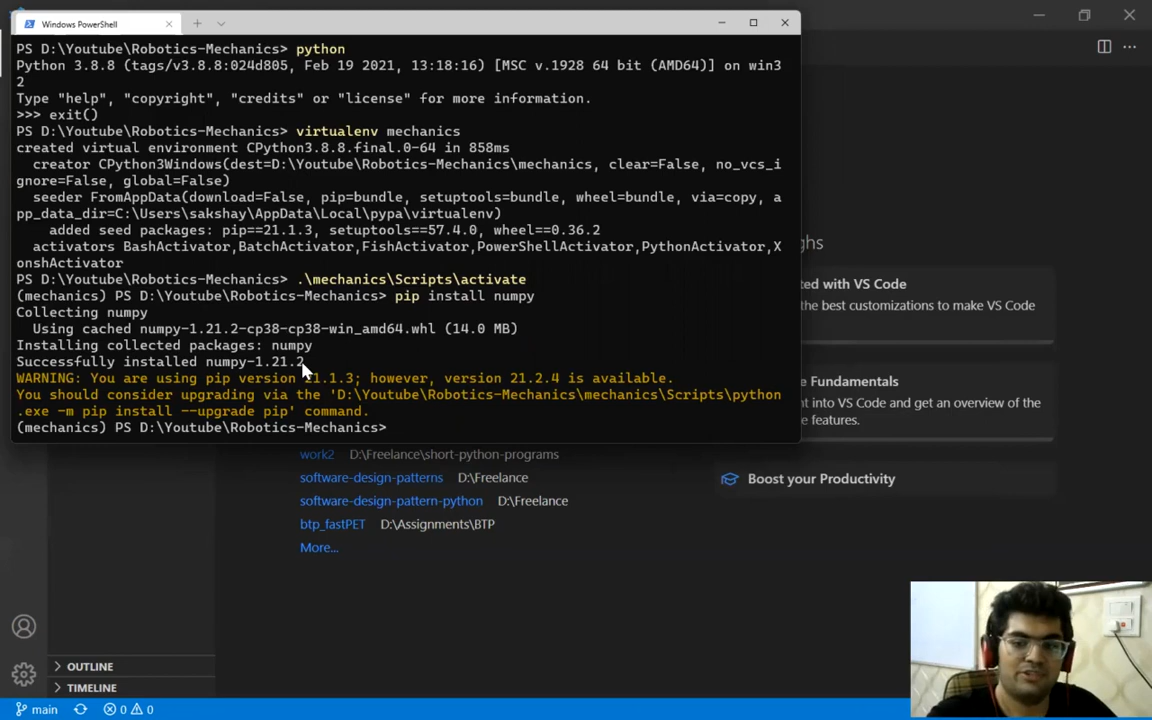 Windows PowerShell
PS D:\Youtube\Robotics-Mechanics> python
Python 3.8.8 (tags/v3.8.8:024d805, Feb 19 2021, 13:18:16) [MSC v.1928 64 bit (AMD64)] on win3
2
Type "help", "copyright", "credits" or "license" for more information.
>>> exit()
PS D:\Youtube\Robotics-Mechanics> virtualenv mechanics
created virtual environment CPython3.8.8.final.0-64 in 858ms
creator CPython3Windows(dest=D:\Youtube\Robotics-Mechanics\mechanics, clear=False, no_vcs_i
gnore=False, global=False)
seeder FromAppData(download=False, pip=bundle, setuptools=bundle, wheel=bundle, via=copy, a
pp_data_dir=C:\Users\sakshay\AppData\Local\pypa\virtualenv)
added seed packages: pip==21.1.3, setuptools==57.4.0, wheel==0.36.2
activators BashActivator,BatchActivator,FishActivator,PowerShellActivator,PythonActivator,X
onshActivator
PS D:\Youtube\Robotics-Mechanics> .\mechanics\Scripts\activate
(mechanics) PS D:\Youtube\Robotics-Mechanics> pip install numpy
Collecting numpy
Using cached numpy-1.21.2-cp38-cp38-win_amd64.whl (14.0 MB)
Installing collected packages: numpy
Successfully installed numpy-1.21.2
WARNING: You are using pip version 21.1.3; however, version 21.2.4 is available.
You should consider upgrading via the 'D:\Youtube\Robotics-Mechanics\mechanics\Scripts\python
.exe -m pip install --upgrade pip' command.
(mechanics) PS D:\Youtube\Robotics-Mechanics>
ghs
ted with VS Code
the best customizations to make VS Code
e Fundamentals
t into VS Code and get an overview of the
e features.
Boost your Productivity
work2 D:\Freelance\short-python-programs
software-design-patterns D:\Freelance
software-design-pattern-python D:\Freelance
btp_fastPET D:\Assignments\BTP
More...
OUTLINE
TIMELINE
main 0 0